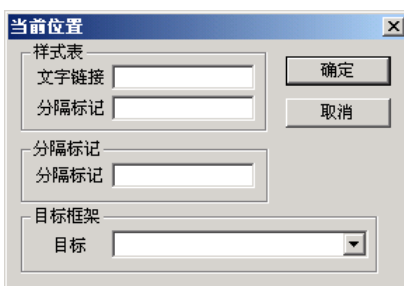 当前位置
样式表
文字链接
确定
分隔标记
取消
分隔标记
分隔标记
目标框架
目标